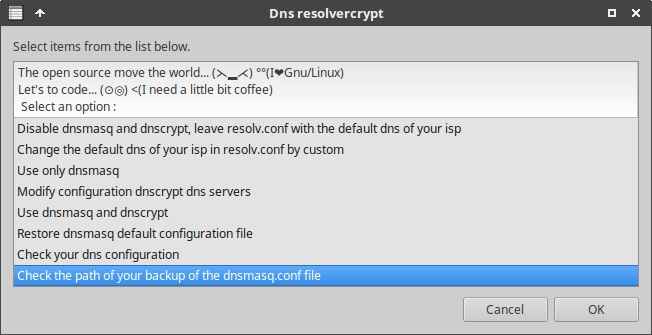 Dns resolvercrypt
Select items from the list below.
The open source move the world... (⋋▂⋌) °°(I❤Gnu/Linux)
Let's to code... (⊙◎) <(I need a little bit coffee)
Select an option :
Disable dnsmasq and dnscrypt, leave resolv.conf with the default dns of your isp
Change the default dns of your isp in resolv.conf by custom
Use only dnsmasq
Modify configuration dnscrypt dns servers
Use dnsmasq and dnscrypt
Restore dnsmasq default configuration file
Check your dns configuration
Check the path of your backup of the dnsmasq.conf file
Cancel OK